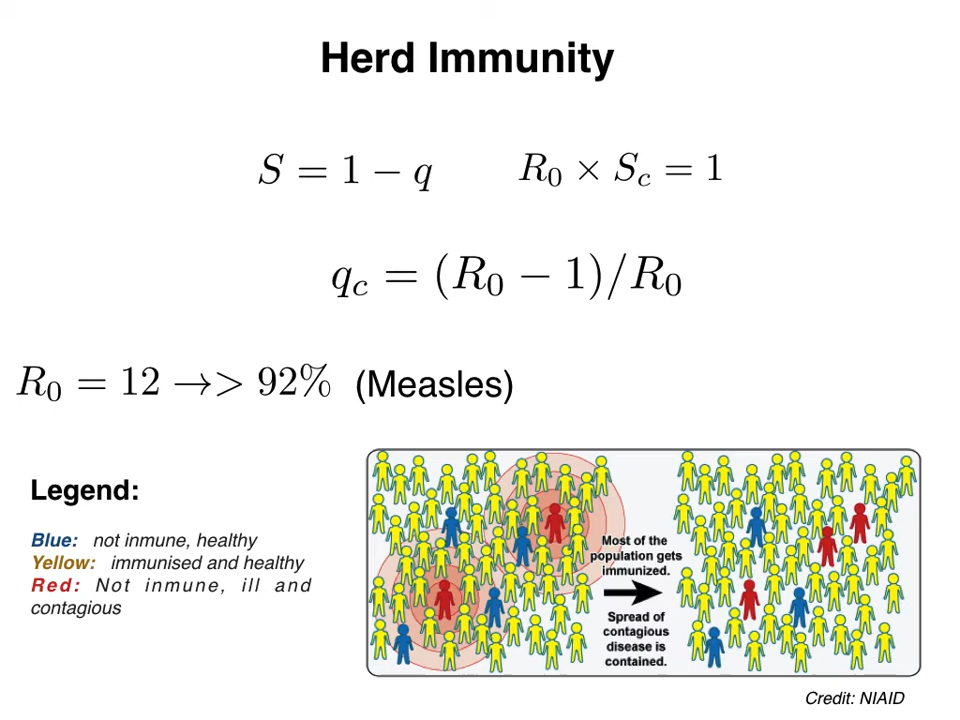 Herd Immunity
S = 1 − q R₀ × S_c = 1
q_c = (R₀ − 1)/R₀
R₀ = 12 →> 92% (Measles)
Legend:
Blue: not inmune, healthy
Yellow: immunised and healthy
Red: Not inmune, ill and
contagious
Most of the
population gets
immunized.
Spread of
contagious
disease is
contained.
Credit: NIAID